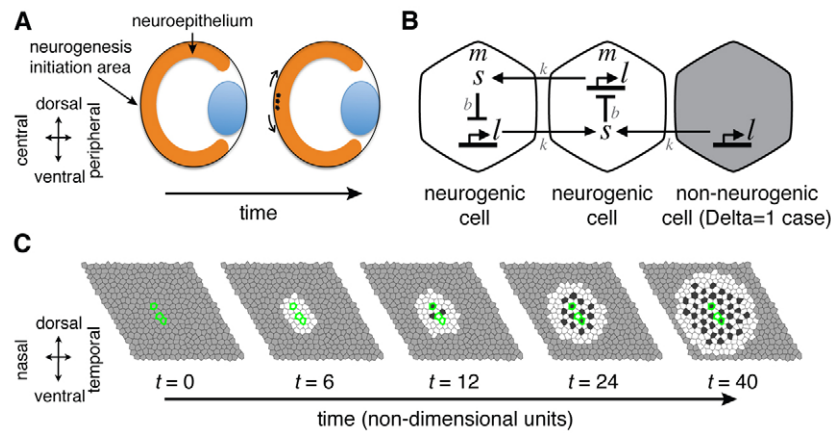 A
neuroepithelium
neurogenesis
initiation area
dorsal
central
peripheral
ventral
time
B
m
s
k
l
b
l
k
m
l
b
s
k
l
neurogenic
cell
neurogenic
cell
non-neurogenic
cell (Delta=1 case)
C
dorsal
nasal
temporal
ventral
t = 0
t = 6
t = 12
t = 24
t = 40
time (non-dimensional units)